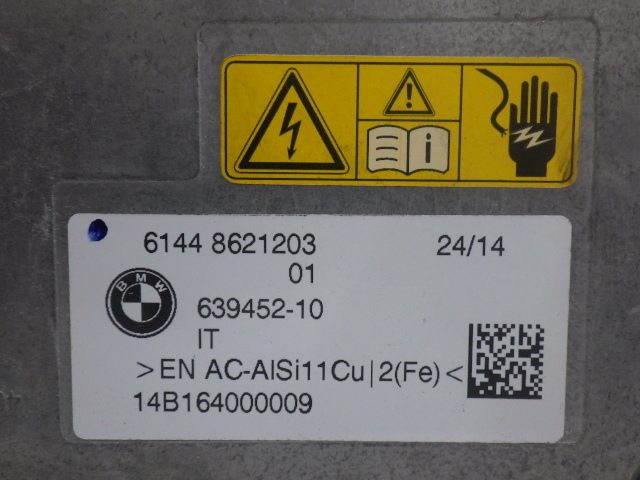 6144 8621203 24/14
01
BMW
639452-10
IT
>EN AC-AlSi11Cu|2(Fe)<
14B164000009